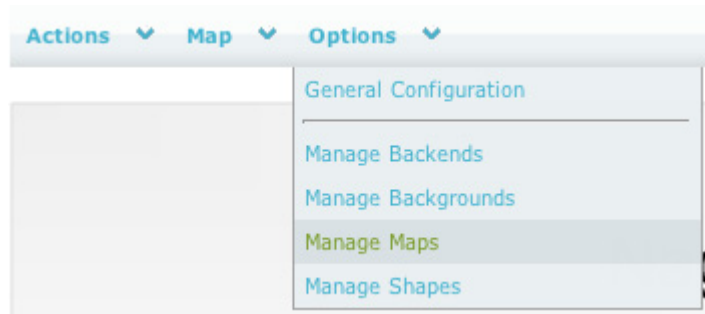 Actions Map Options
General Configuration
Manage Backends
Manage Backgrounds
Manage Maps
Manage Shapes